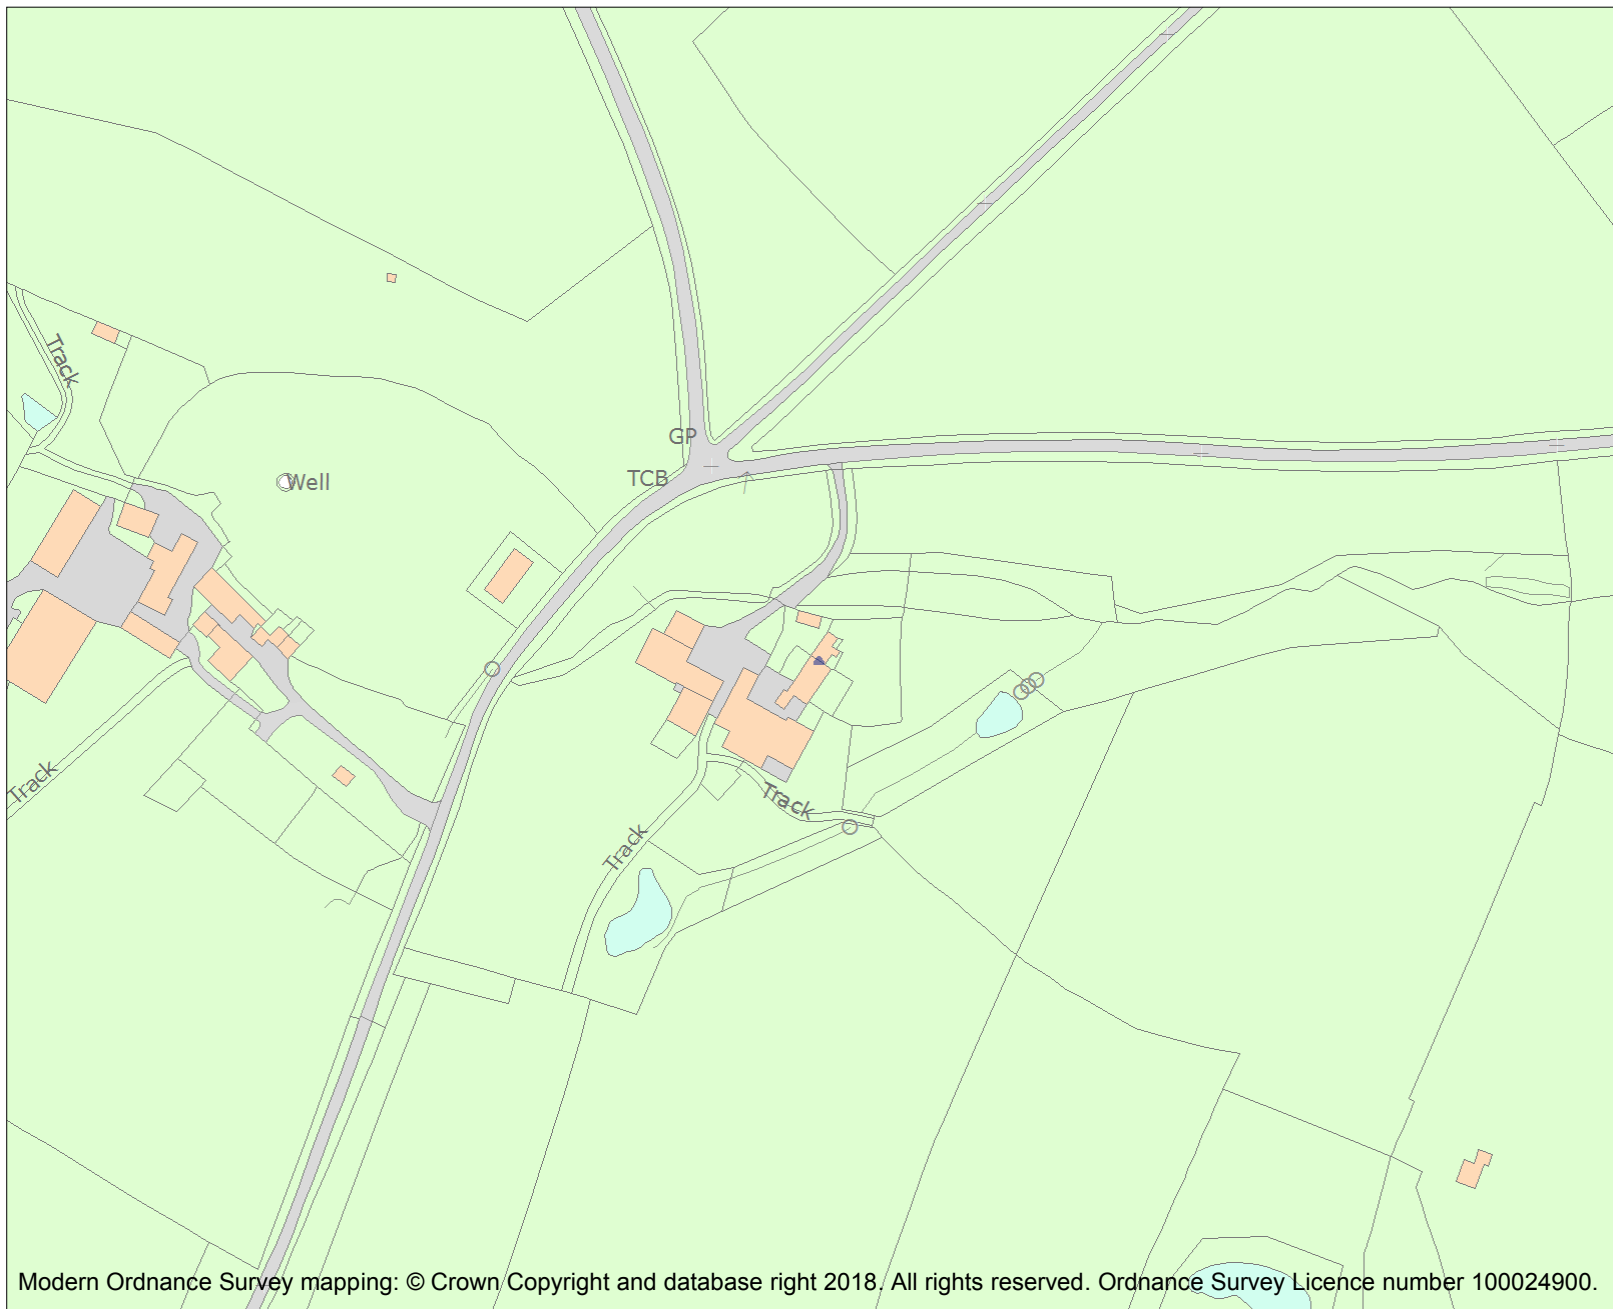 Track
GP
TCB
Well
Track
Track
Track
Modern Ordnance Survey mapping: © Crown Copyright and database right 2018. All rights reserved. Ordnance Survey Licence number 100024900.